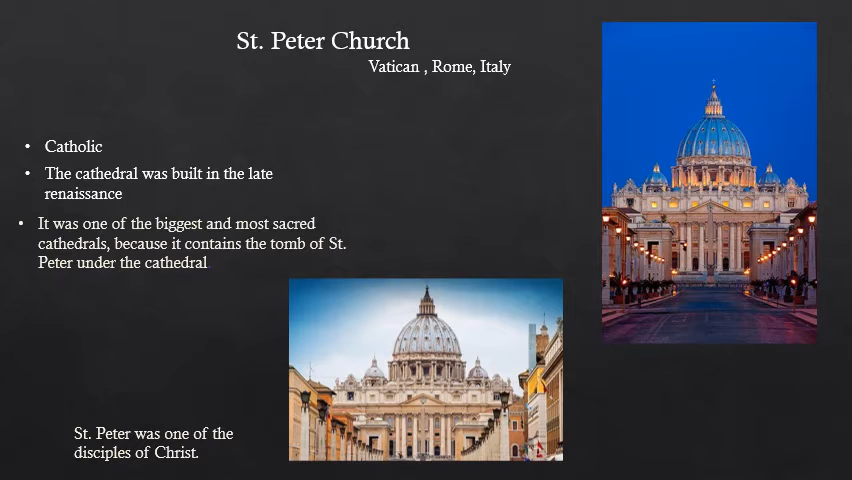 St. Peter Church
Vatican , Rome, Italy
• Catholic
• The cathedral was built in the late
renaissance
• It was one of the biggest and most sacred
cathedrals, because it contains the tomb of St.
Peter under the cathedral.
St. Peter was one of the
disciples of Christ.